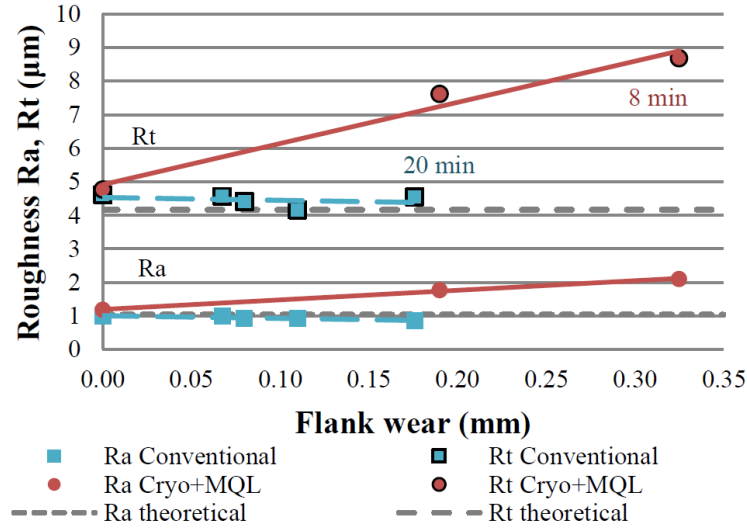 Roughness Ra, Rt (μm)
10
9
8
7
6
5
4
3
2
1
0
Rt
8 min
20 min
Ra
0.00 0.05 0.10 0.15 0.20 0.25 0.30 0.35
Flank wear (mm)
Ra Conventional Rt Conventional
Ra Cryo+MQL Rt Cryo+MQL
Ra theoretical Rt theoretical